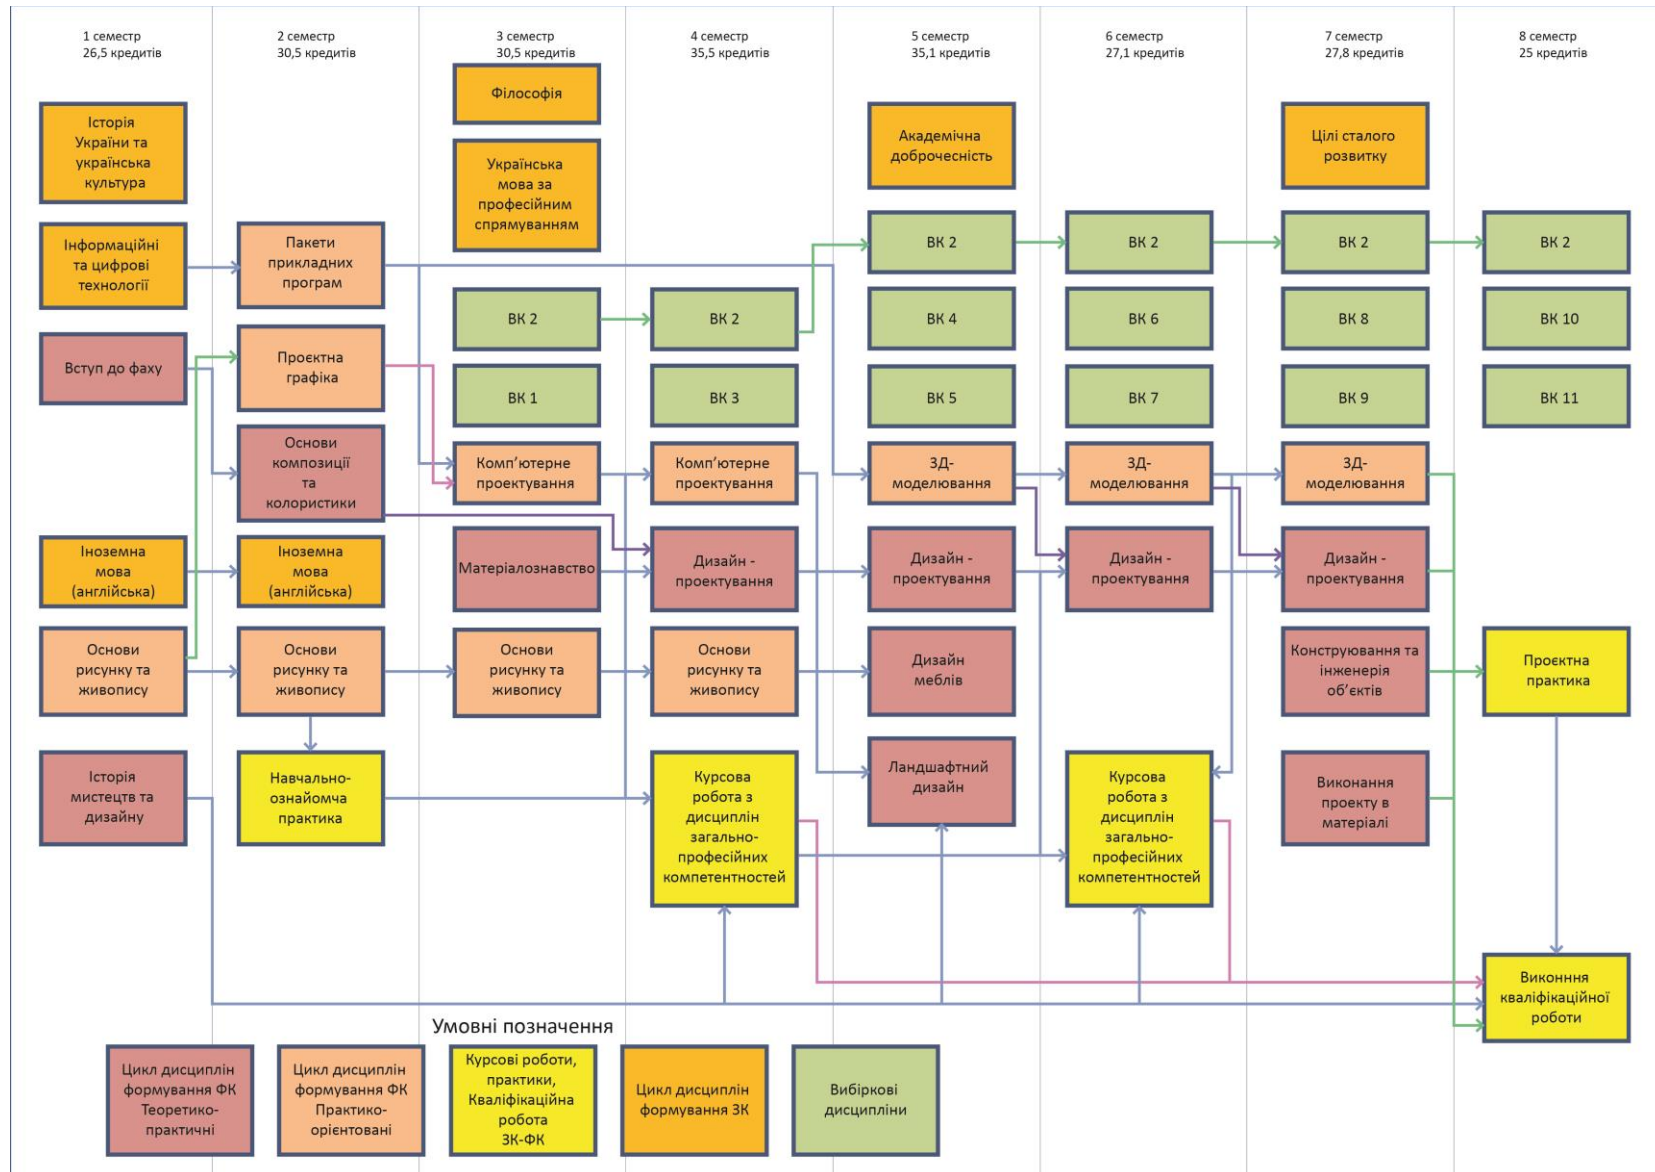 1 семестр
26,5 кредитів
2 семестр
30,5 кредитів
3 семестр
30,5 кредитів
4 семестр
35,5 кредитів
5 семестр
35,1 кредитів
6 семестр
27,1 кредитів
7 семестр
27,8 кредитів
8 семестр
25 кредитів
Історія
України та
українська
культура
Інформаційні
та цифрові
технології
Вступ до фаху
Іноземна
мова
(англійська)
Основи
рисунку та
живопису
Історія
мистецтв та
дизайну
Пакети
прикладних
програм
Проєктна
графіка
Основи
композиції
та
колористики
Іноземна
мова
(англійська)
Основи
рисунку та
живопису
Навчально-
ознайомча
практика
Філософія
Українська
мова за
професійним
спрямуванням
ВК 2
ВК 1
Комп'ютерне
проектування
Матеріалознавство
Основи
рисунку та
живопису
ВК 2
ВК 3
Комп'ютерне
проектування
Дизайн -
проектування
Основи
рисунку та
живопису
Курсова
робота з
дисциплін
загально-
професійних
компетентностей
Академічна
доброчесність
ВК 2
ВК 4
ВК 5
3Д-
моделювання
Дизайн -
проектування
Дизайн
меблів
Ландшафтний
дизайн
ВК 2
ВК 6
ВК 7
3Д-
моделювання
Дизайн -
проектування
Курсова
робота з
дисциплін
загально-
професійних
компетентностей
Цілі сталого
розвитку
ВК 2
ВК 8
ВК 9
3Д-
моделювання
Дизайн -
проектування
Конструювання та
інженерія
об'єктів
Виконання
проекту в
матеріалі
ВК 2
ВК 10
ВК 11
Проєктна
практика
Виконння
кваліфікаційної
роботи
Умовні позначення
Цикл дисциплін
формування ФК
Теоретико-
практичні
Цикл дисциплін
формування ФК
Практико-
орієнтовані
Курсові роботи,
практики,
Кваліфікаційна
робота
ЗК-ФК
Цикл дисциплін
формування ЗК
Вибіркові
дисципліни